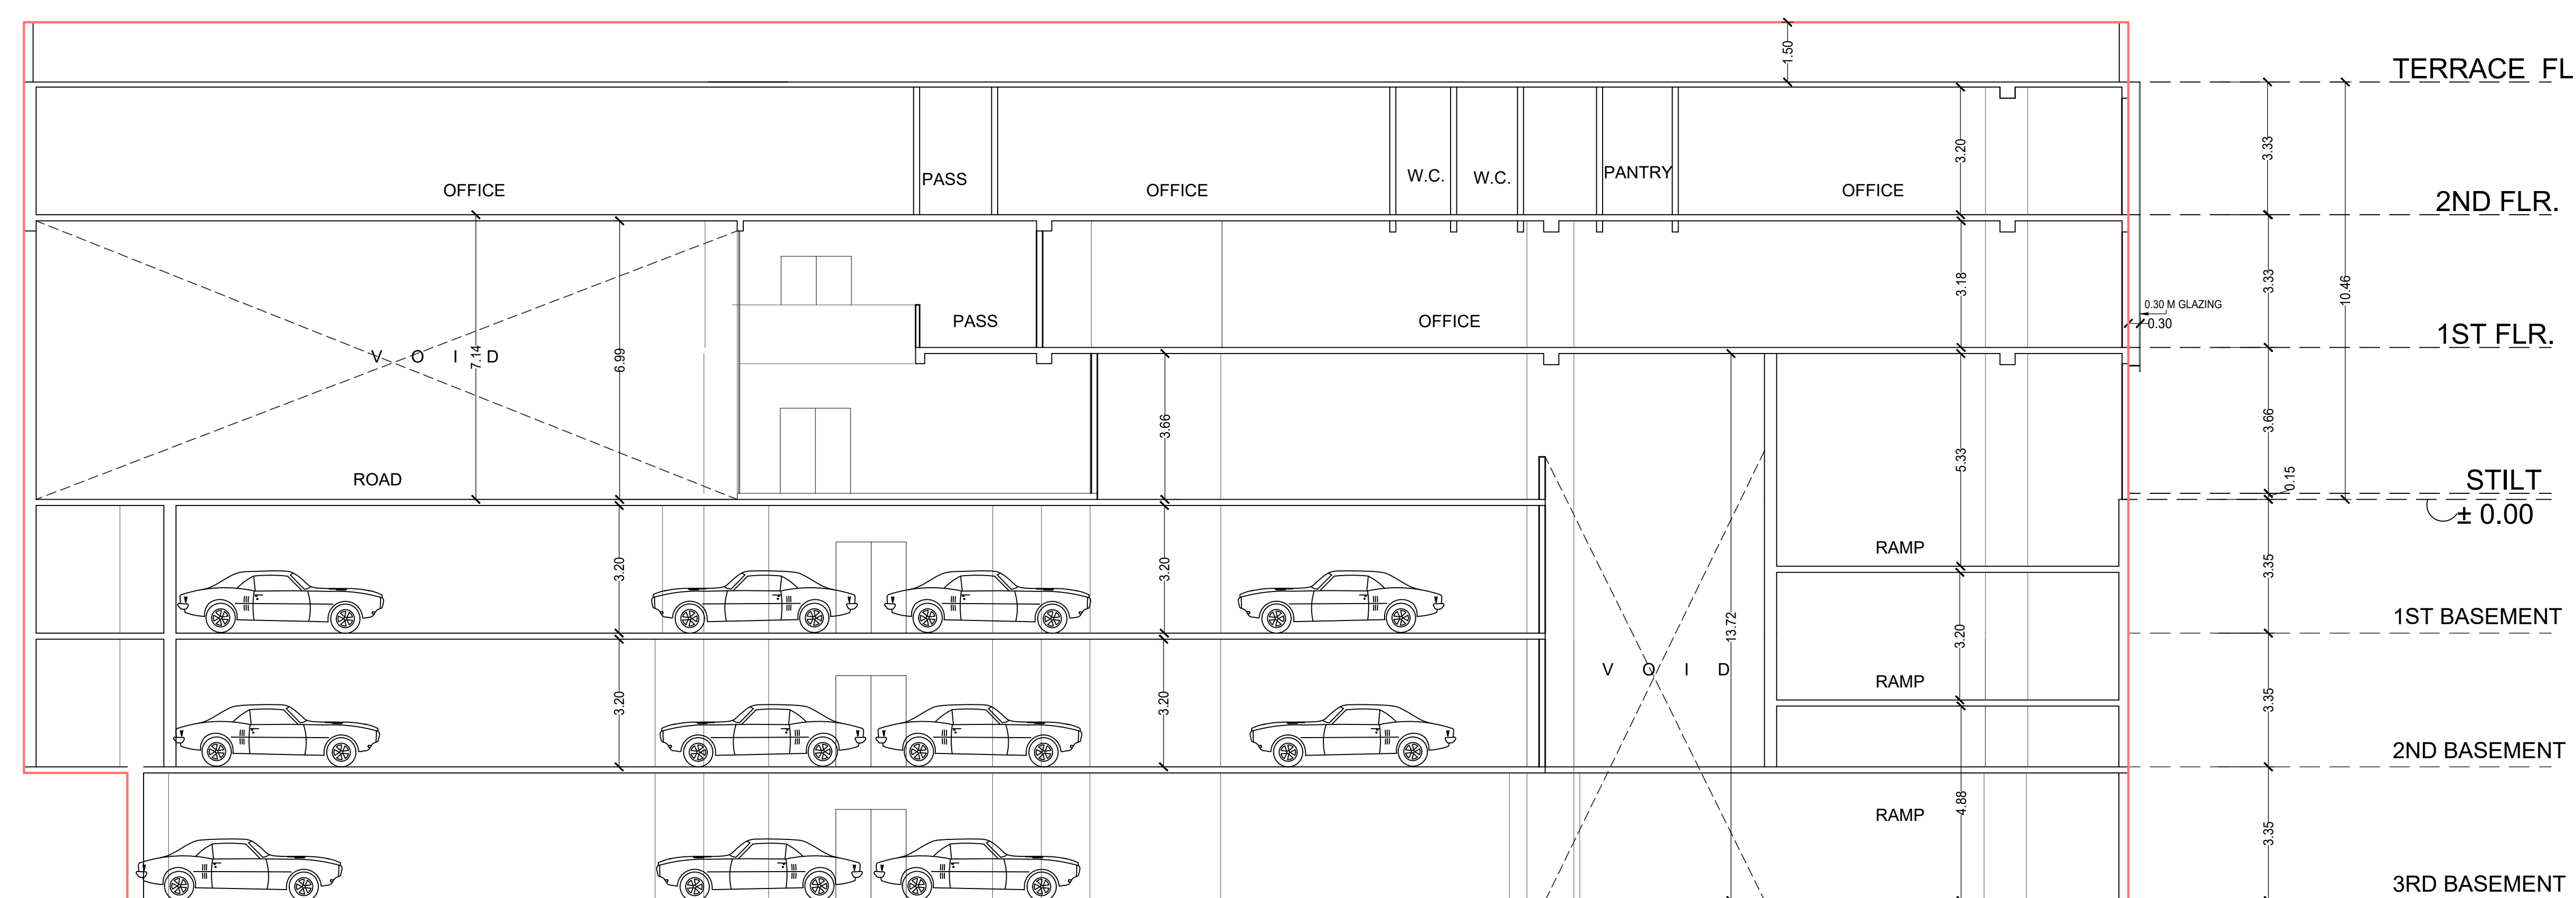 1.50
TERRACE FL
3.20
3.33
PASS
W.C.
W.C.
PANTRY
OFFICE
OFFICE
OFFICE
2ND FLR.
3.18
3.33
10.46
0.30 M GLAZING
0.30
PASS
OFFICE
1ST FLR.
V O I D
7.14
6.99
3.66
5.33
3.66
ROAD
0.15
STILT
± 0.00
RAMP
3.20
3.20
3.35
1ST BASEMENT
13.72
3.20
V O I D
RAMP
3.20
3.20
3.35
2ND BASEMENT
4.88
RAMP
3.35
3RD BASEMENT